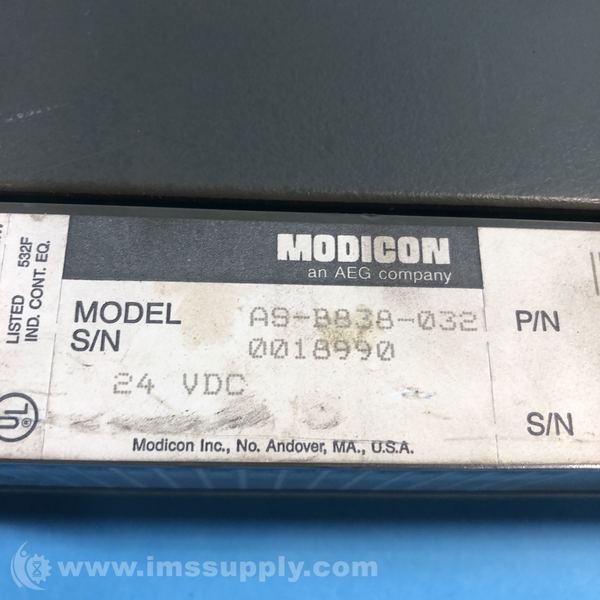 LISTED 532F
IND. CONT. EQ.
UL
MODICON
an AEG company
MODEL AS-B838-032
S/N 0018990
24 VDC
Modicon Inc., No. Andover, MA., U.S.A.
P/N
S/N
www.imssupply.com